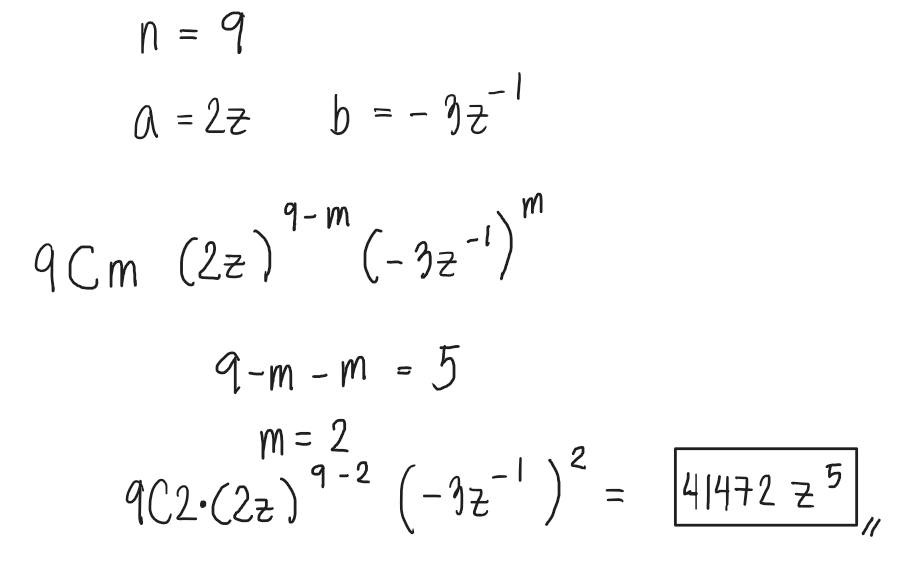 n = 9
a = 2z b = - 3z⁻¹
9Cm (2z)⁹⁻ᵐ (- 3z⁻¹)ᵐ
9 - m - m = 5
m = 2
9C2 · (2z)⁹⁻² (- 3z⁻¹)² = 41472 z⁵ //